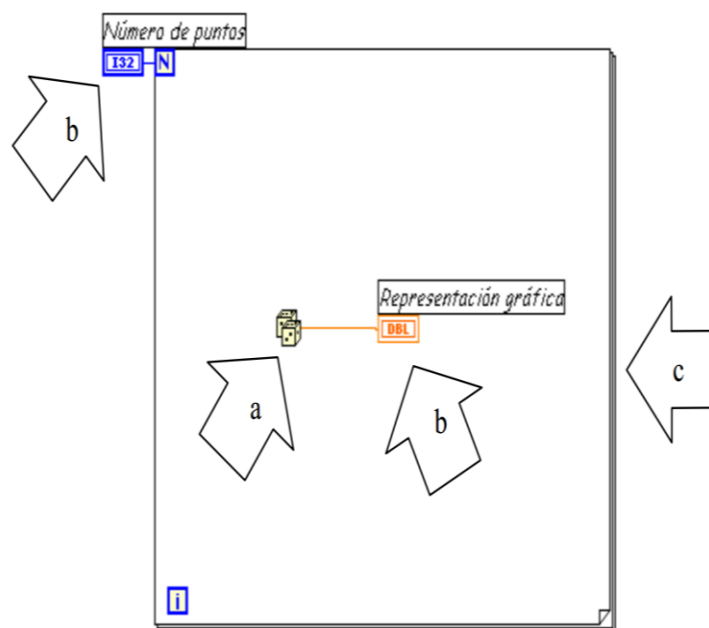 Número de puntos
I32
N
b
Representación gráfica
DBL
a
b
c
i